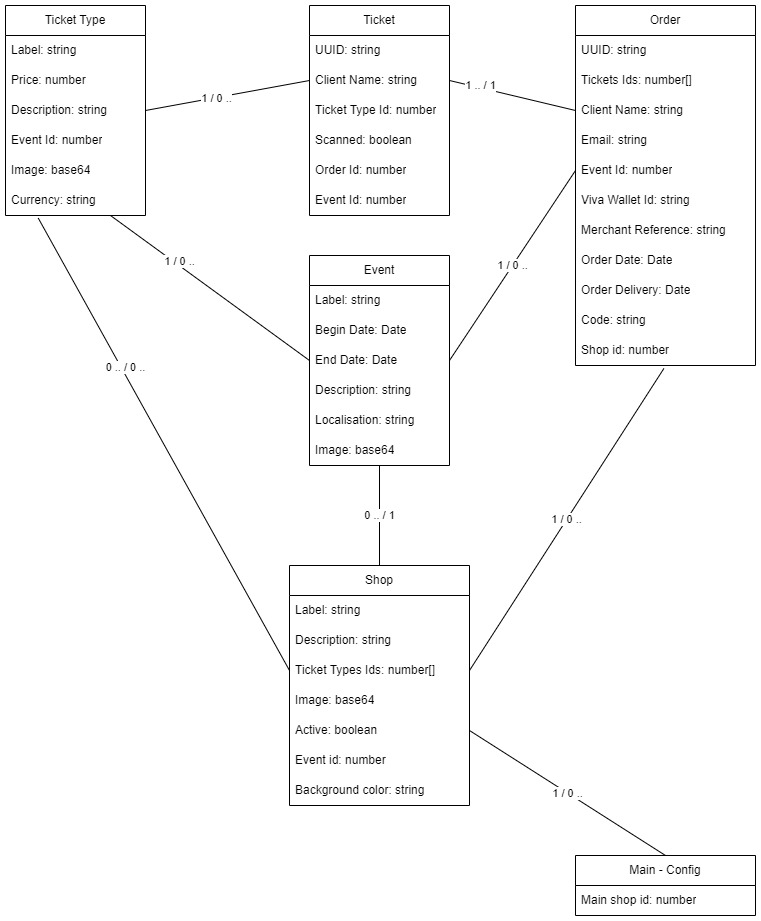 Ticket Type
Label: string
Price: number
Description: string
Event Id: number
Image: base64
Currency: string
Ticket
UUID: string
Client Name: string
Ticket Type Id: number
Scanned: boolean
Order Id: number
Event Id: number
Order
UUID: string
Tickets Ids: number[]
Client Name: string
Email: string
Event Id: number
Viva Wallet Id: string
Merchant Reference: string
Order Date: Date
Order Delivery: Date
Code: string
Shop id: number
1 / 0 ..
1 .. / 1
1 / 0 ..
1 / 0 ..
Event
Label: string
Begin Date: Date
End Date: Date
Description: string
Localisation: string
Image: base64
0 .. / 0 ..
0 .. / 1
1 / 0 ..
Shop
Label: string
Description: string
Ticket Types Ids: number[]
Image: base64
Active: boolean
Event id: number
Background color: string
1 / 0 ..
Main - Config
Main shop id: number